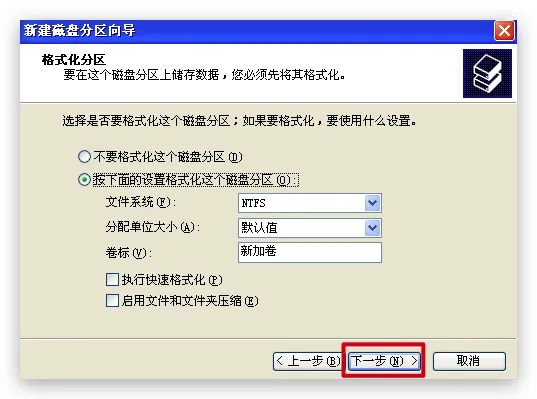 新建磁盘分区向导
格式化分区
要在这个磁盘分区上储存数据，您必须先将其格式化。
选择是否要格式化这个磁盘分区；如果要格式化，要使用什么设置。
不要格式化这个磁盘分区(D)
按下面的设置格式化这个磁盘分区(O):
文件系统(F): NTFS
分配单位大小(A): 默认值
卷标(V): 新加卷
执行快速格式化(P)
启用文件和文件夹压缩(E)
< 上一步(B) 下一步(N) > 取消